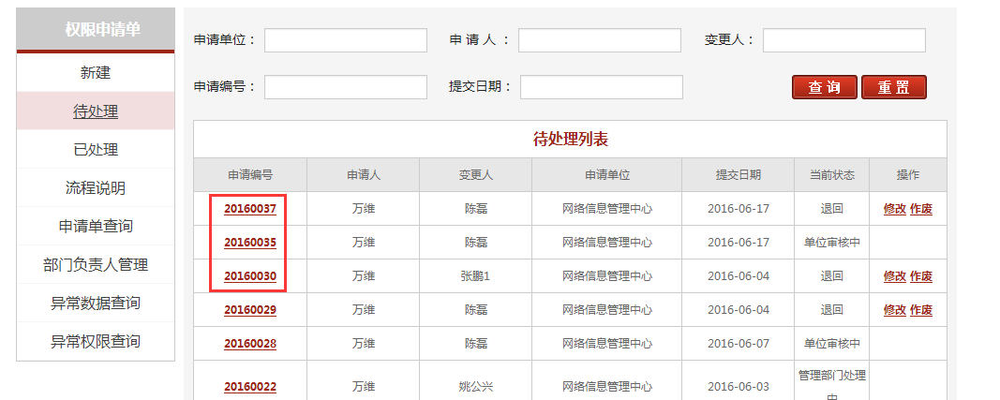 权限申请单
新建
待处理
已处理
流程说明
申请单查询
部门负责人管理
异常数据查询
异常权限查询
申请单位： 申 请 人 ： 变更人：
申请编号： 提交日期： 查 询 重 置
待处理列表
申请编号 申请人 变更人 申请单位 提交日期 当前状态 操作
20160037 万维 陈磊 网络信息管理中心 2016-06-17 退回 修改 作废
20160035 万维 陈磊 网络信息管理中心 2016-06-17 单位审核中
20160030 万维 张鹏1 网络信息管理中心 2016-06-04 退回 修改 作废
20160029 万维 陈磊 网络信息管理中心 2016-06-04 退回 修改 作废
20160028 万维 陈磊 网络信息管理中心 2016-06-07 单位审核中
20160022 万维 姚公兴 网络信息管理中心 2016-06-03 管理部门处理
中